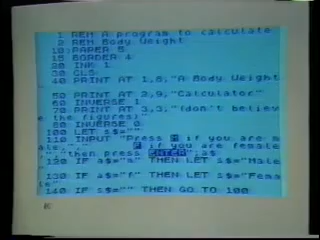 1 REM A program to calculate
2 REM Body Weight
10 PAPER 5
15 BORDER 4
20 INK 1
30 CLS
40 PRINT AT 1,8;"A Body Weight
"
50 PRINT AT 2,9;"Calculator"
60 INVERSE 1
70 PRINT AT 3,3;"(don't believ
e the figures)"
80 INVERSE 0
100 LET s$=""
110 INPUT "Press M if you are m
ale,"," F if you are female
","then press ENTER";a$
120 IF a$="m" THEN LET s$="Male
"
130 IF a$="f" THEN LET s$="Fema
le"
140 IF s$="" THEN GO TO 100
K